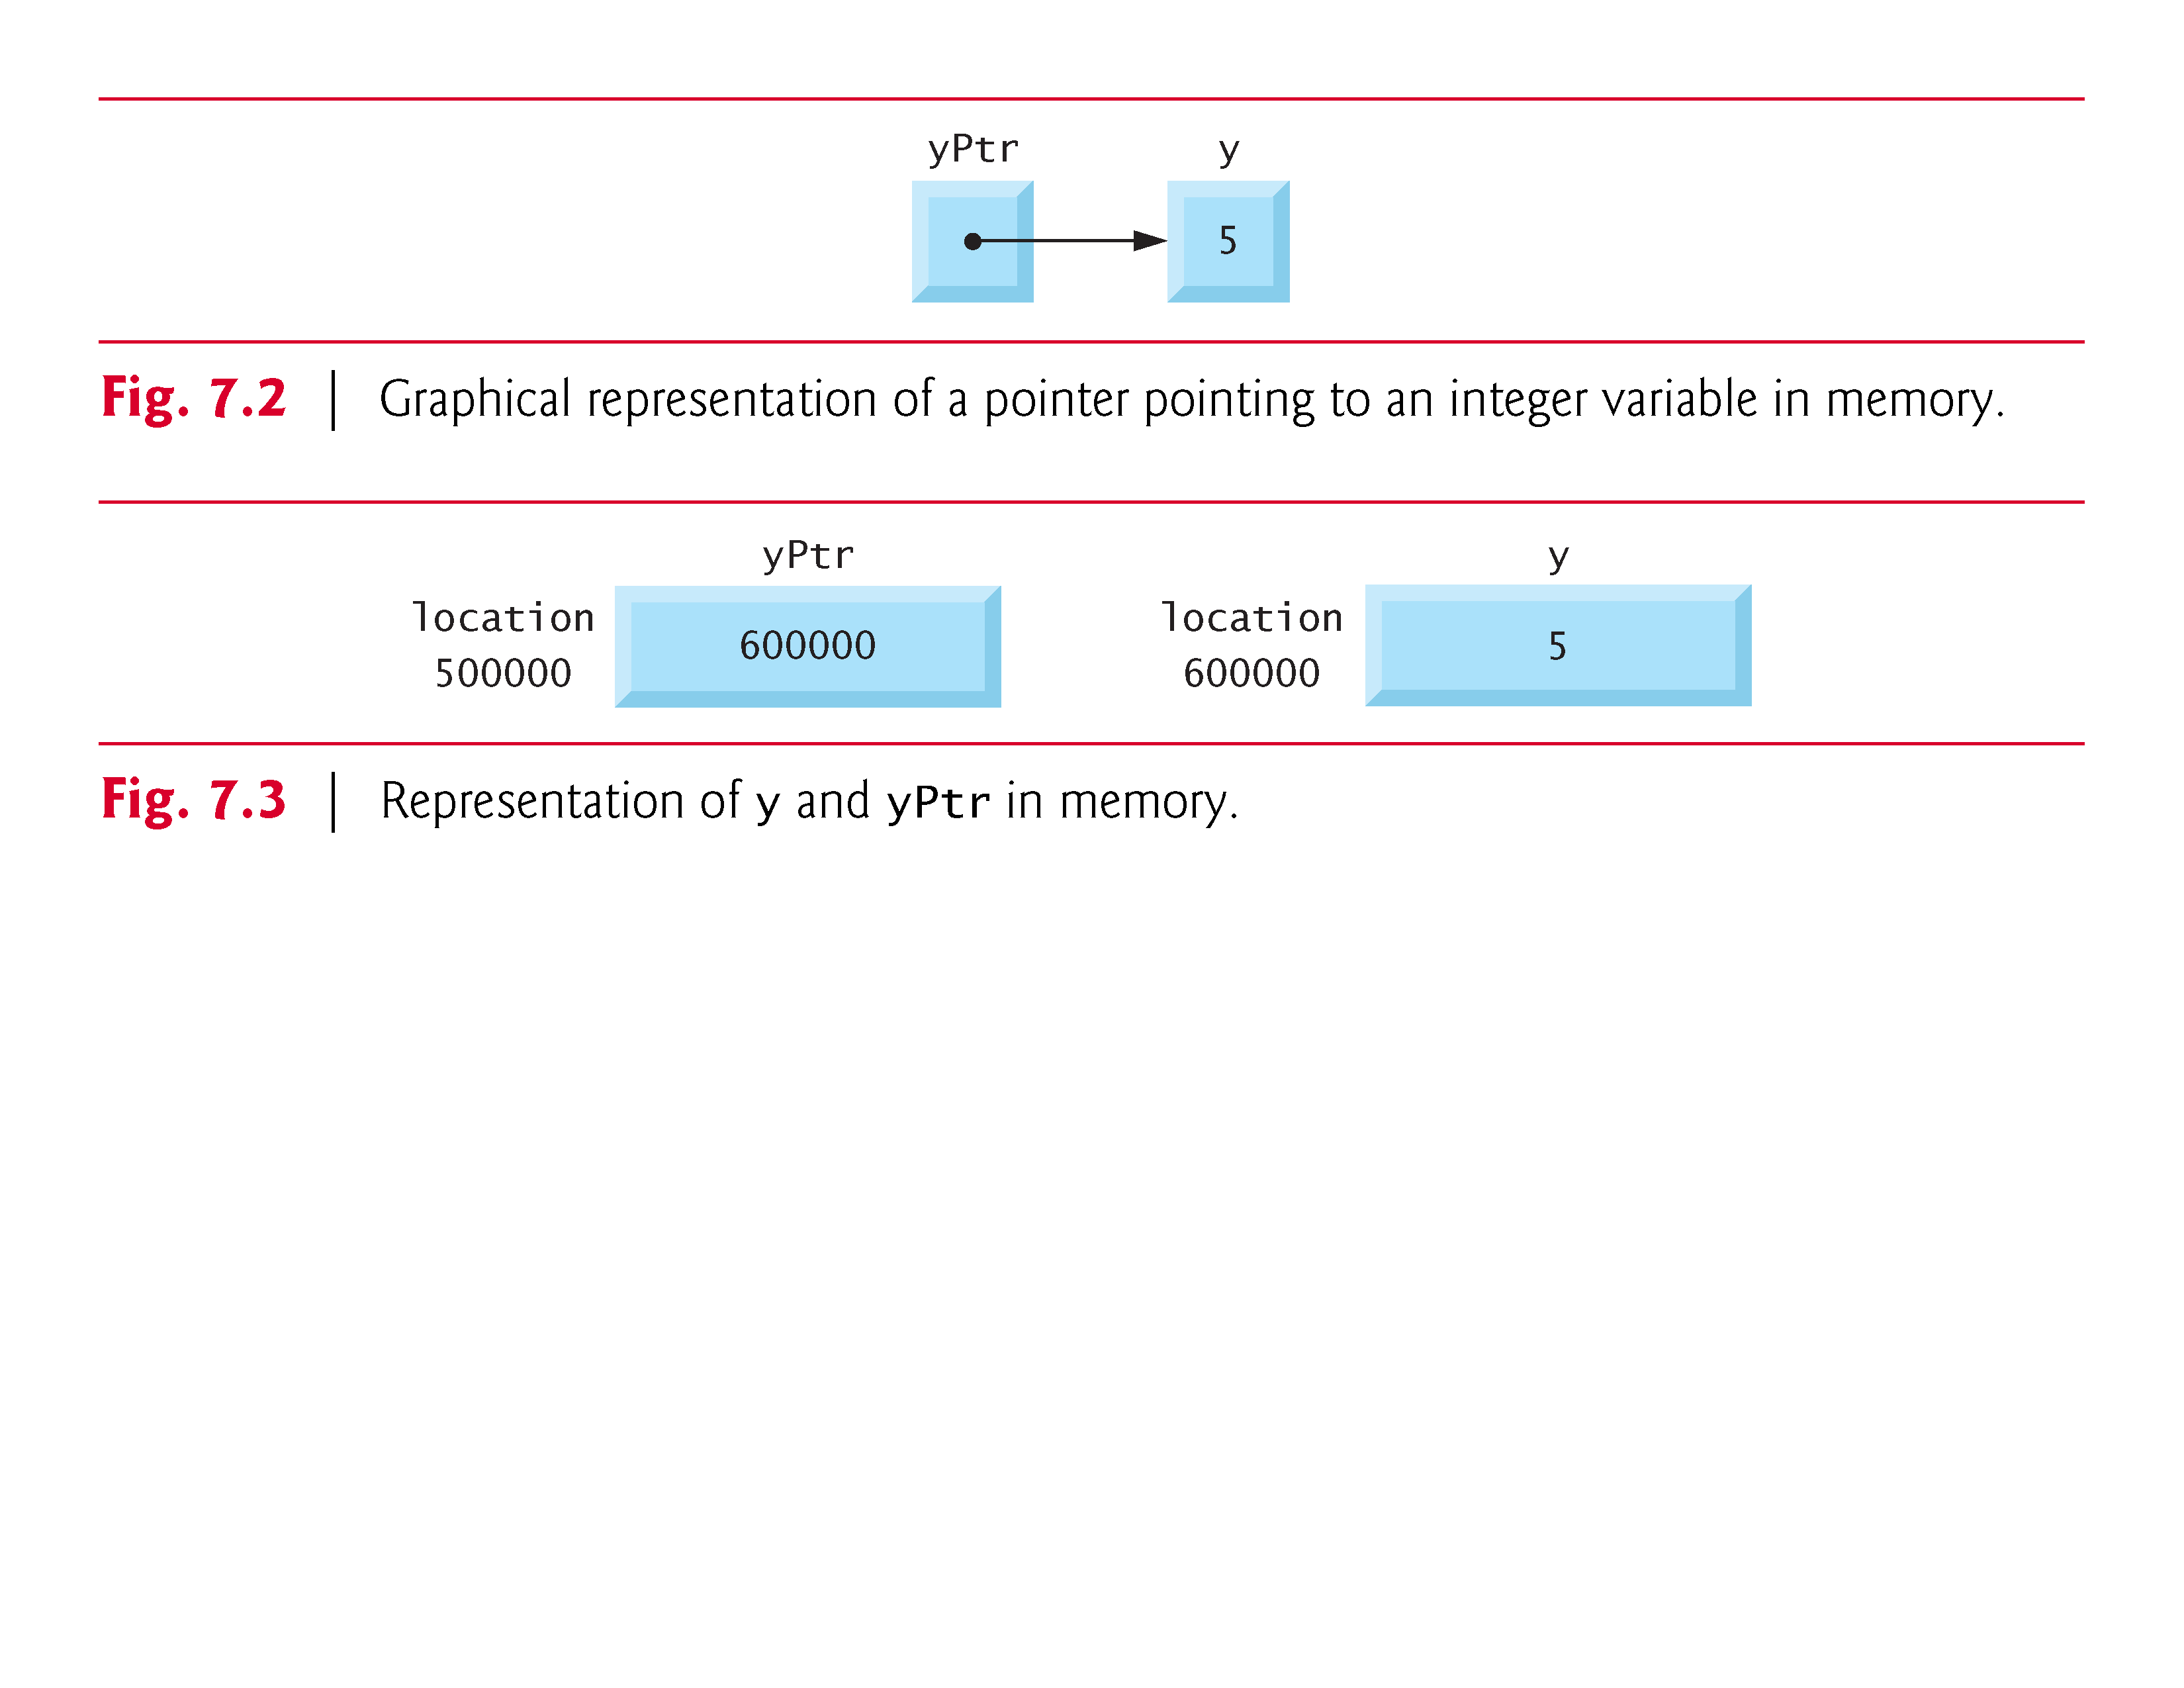 yPtr y
5
Fig. 7.2 | Graphical representation of a pointer pointing to an integer variable in memory.
yPtr y
location 600000 location 5
500000 600000
Fig. 7.3 | Representation of y and yPtr in memory.